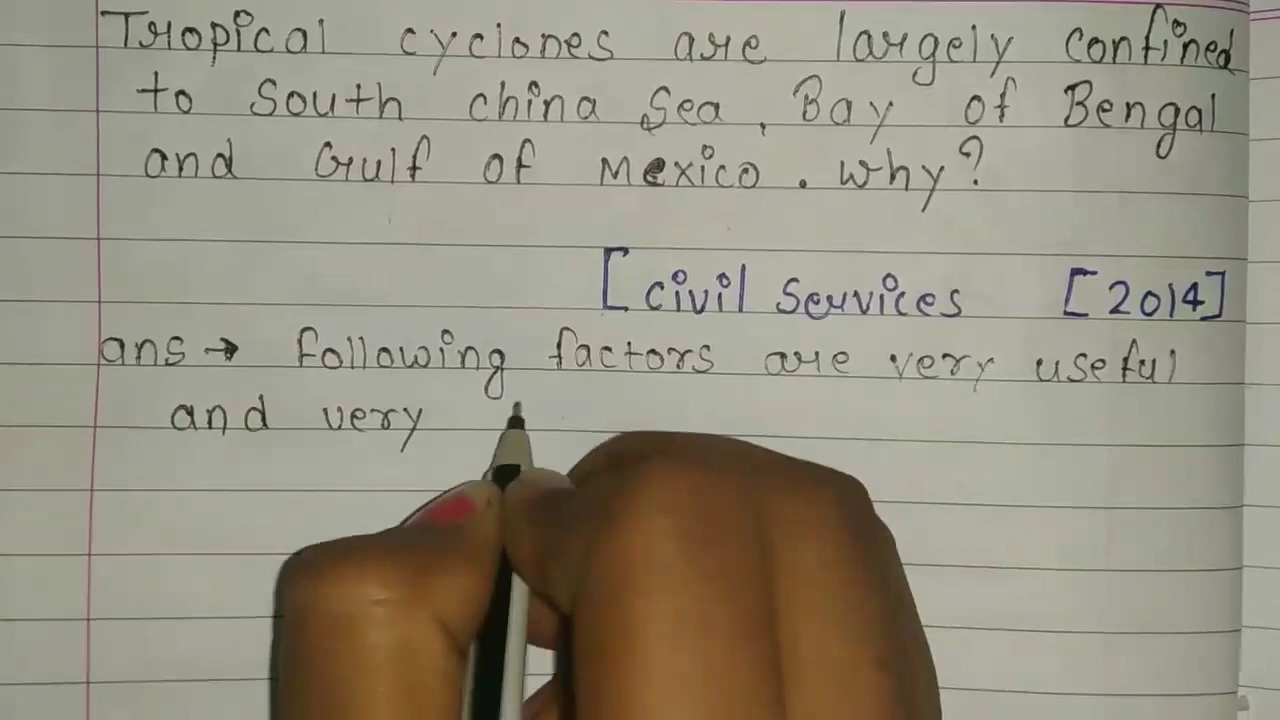 Tropical cyclones are largely confined
to South china Sea, Bay of Bengal
and Gulf of Mexico. Why?
[Civil Services [2014]
ans → Following factors are very useful
and very